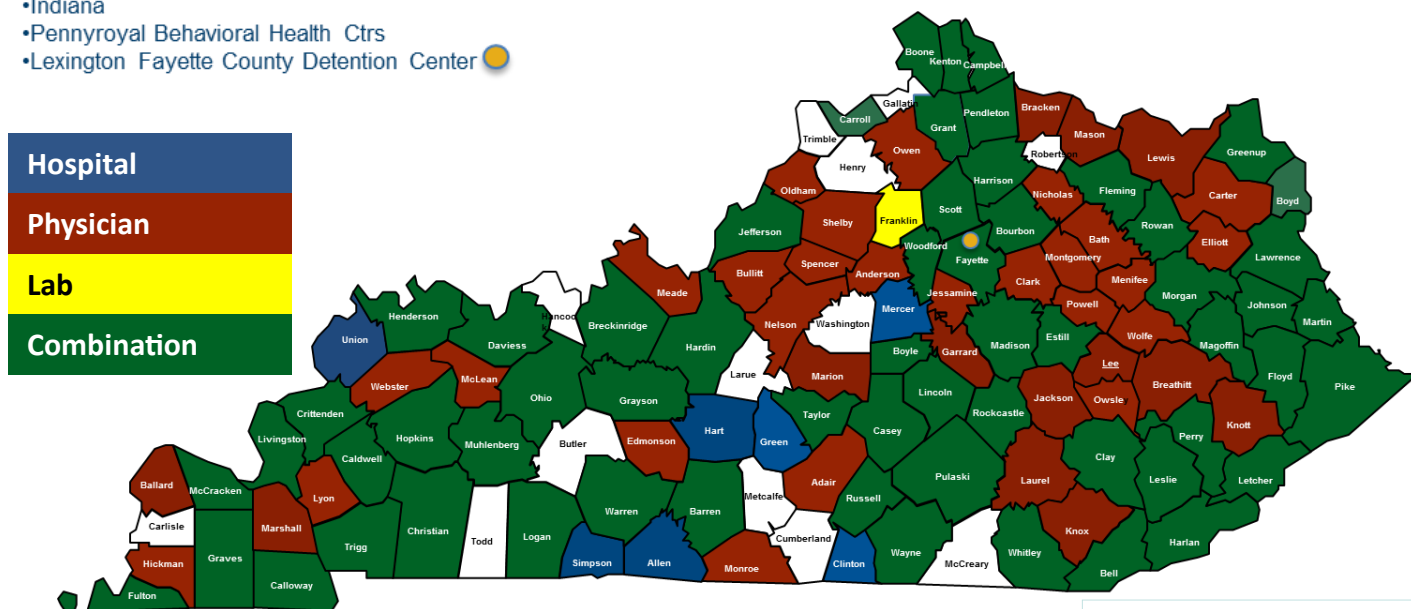 •Indiana
•Pennyroyal Behavioral Health Ctrs
•Lexington Fayette County Detention Center
Hospital
Physician
Lab
Combination
Boone
Kenton
Campbell
Gallatin
Carroll
Trimble
Grant
Pendleton
Bracken
Mason
Lewis
Greenup
Owen
Henry
Robertson
Harrison
Nicholas
Fleming
Carter
Boyd
Oldham
Shelby
Franklin
Scott
Bourbon
Rowan
Elliott
Jefferson
Woodford
Fayette
Bath
Montgomery
Lawrence
Bullitt
Spencer
Anderson
Clark
Menifee
Meade
Jessamine
Powell
Morgan
Johnson
Martin
Hancoc
k
Breckinridge
Nelson
Washington
Mercer
Henderson
Daviess
Union
Hardin
Boyle
Garrard
Madison
Estill
Wolfe
Magoffin
Lee
Floyd
Pike
Webster
McLean
Larue
Marion
Breathitt
Ohio
Grayson
Lincoln
Jackson
Owsle
Crittenden
Livingston
Hopkins
Muhlenberg
Caldwell
Butler
Edmonson
Hart
Green
Taylor
Casey
Rockcastle
Perry
Knott
Clay
Ballard
McCracken
Lyon
Pulaski
Laurel
Leslie
Letcher
Adair
Russell
Metcalfe
Warren
Barren
Carlisle
Marshall
Christian
Logan
Todd
Trigg
Graves
Knox
Harlan
Cumberland
Wayne
Whitley
McCreary
Hickman
Simpson
Allen
Monroe
Clinton
Bell
Calloway
Fulton